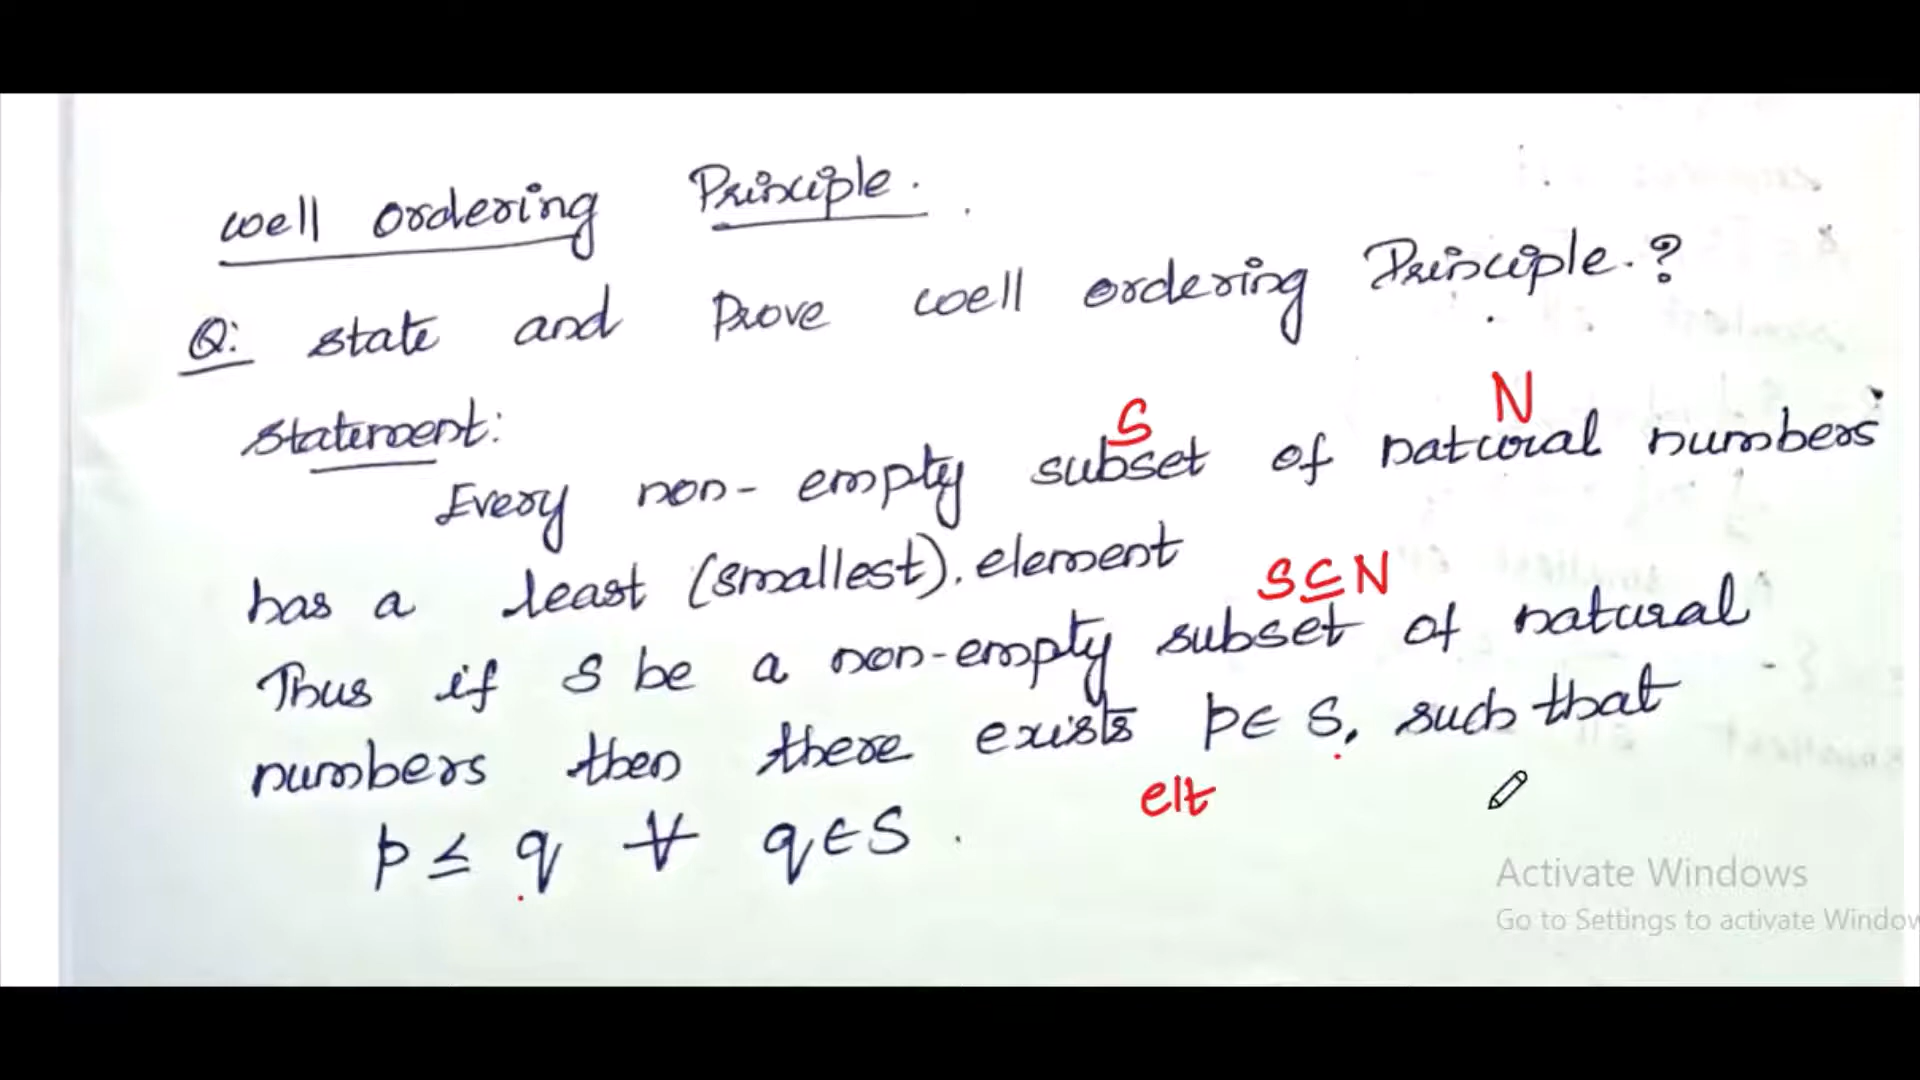 well ordering Principle.
Q: state and Prove well ordering Principle.?
statement:
S N
Every non-empty subset of natural numbers
has a least (smallest). element
S⊆N
Thus if S be a non-empty subset of natural
numbers then there exists p∈ S, such that
elt
p ≤ q ∀ q∈S.
Activate Windows
Go to Settings to activate Window